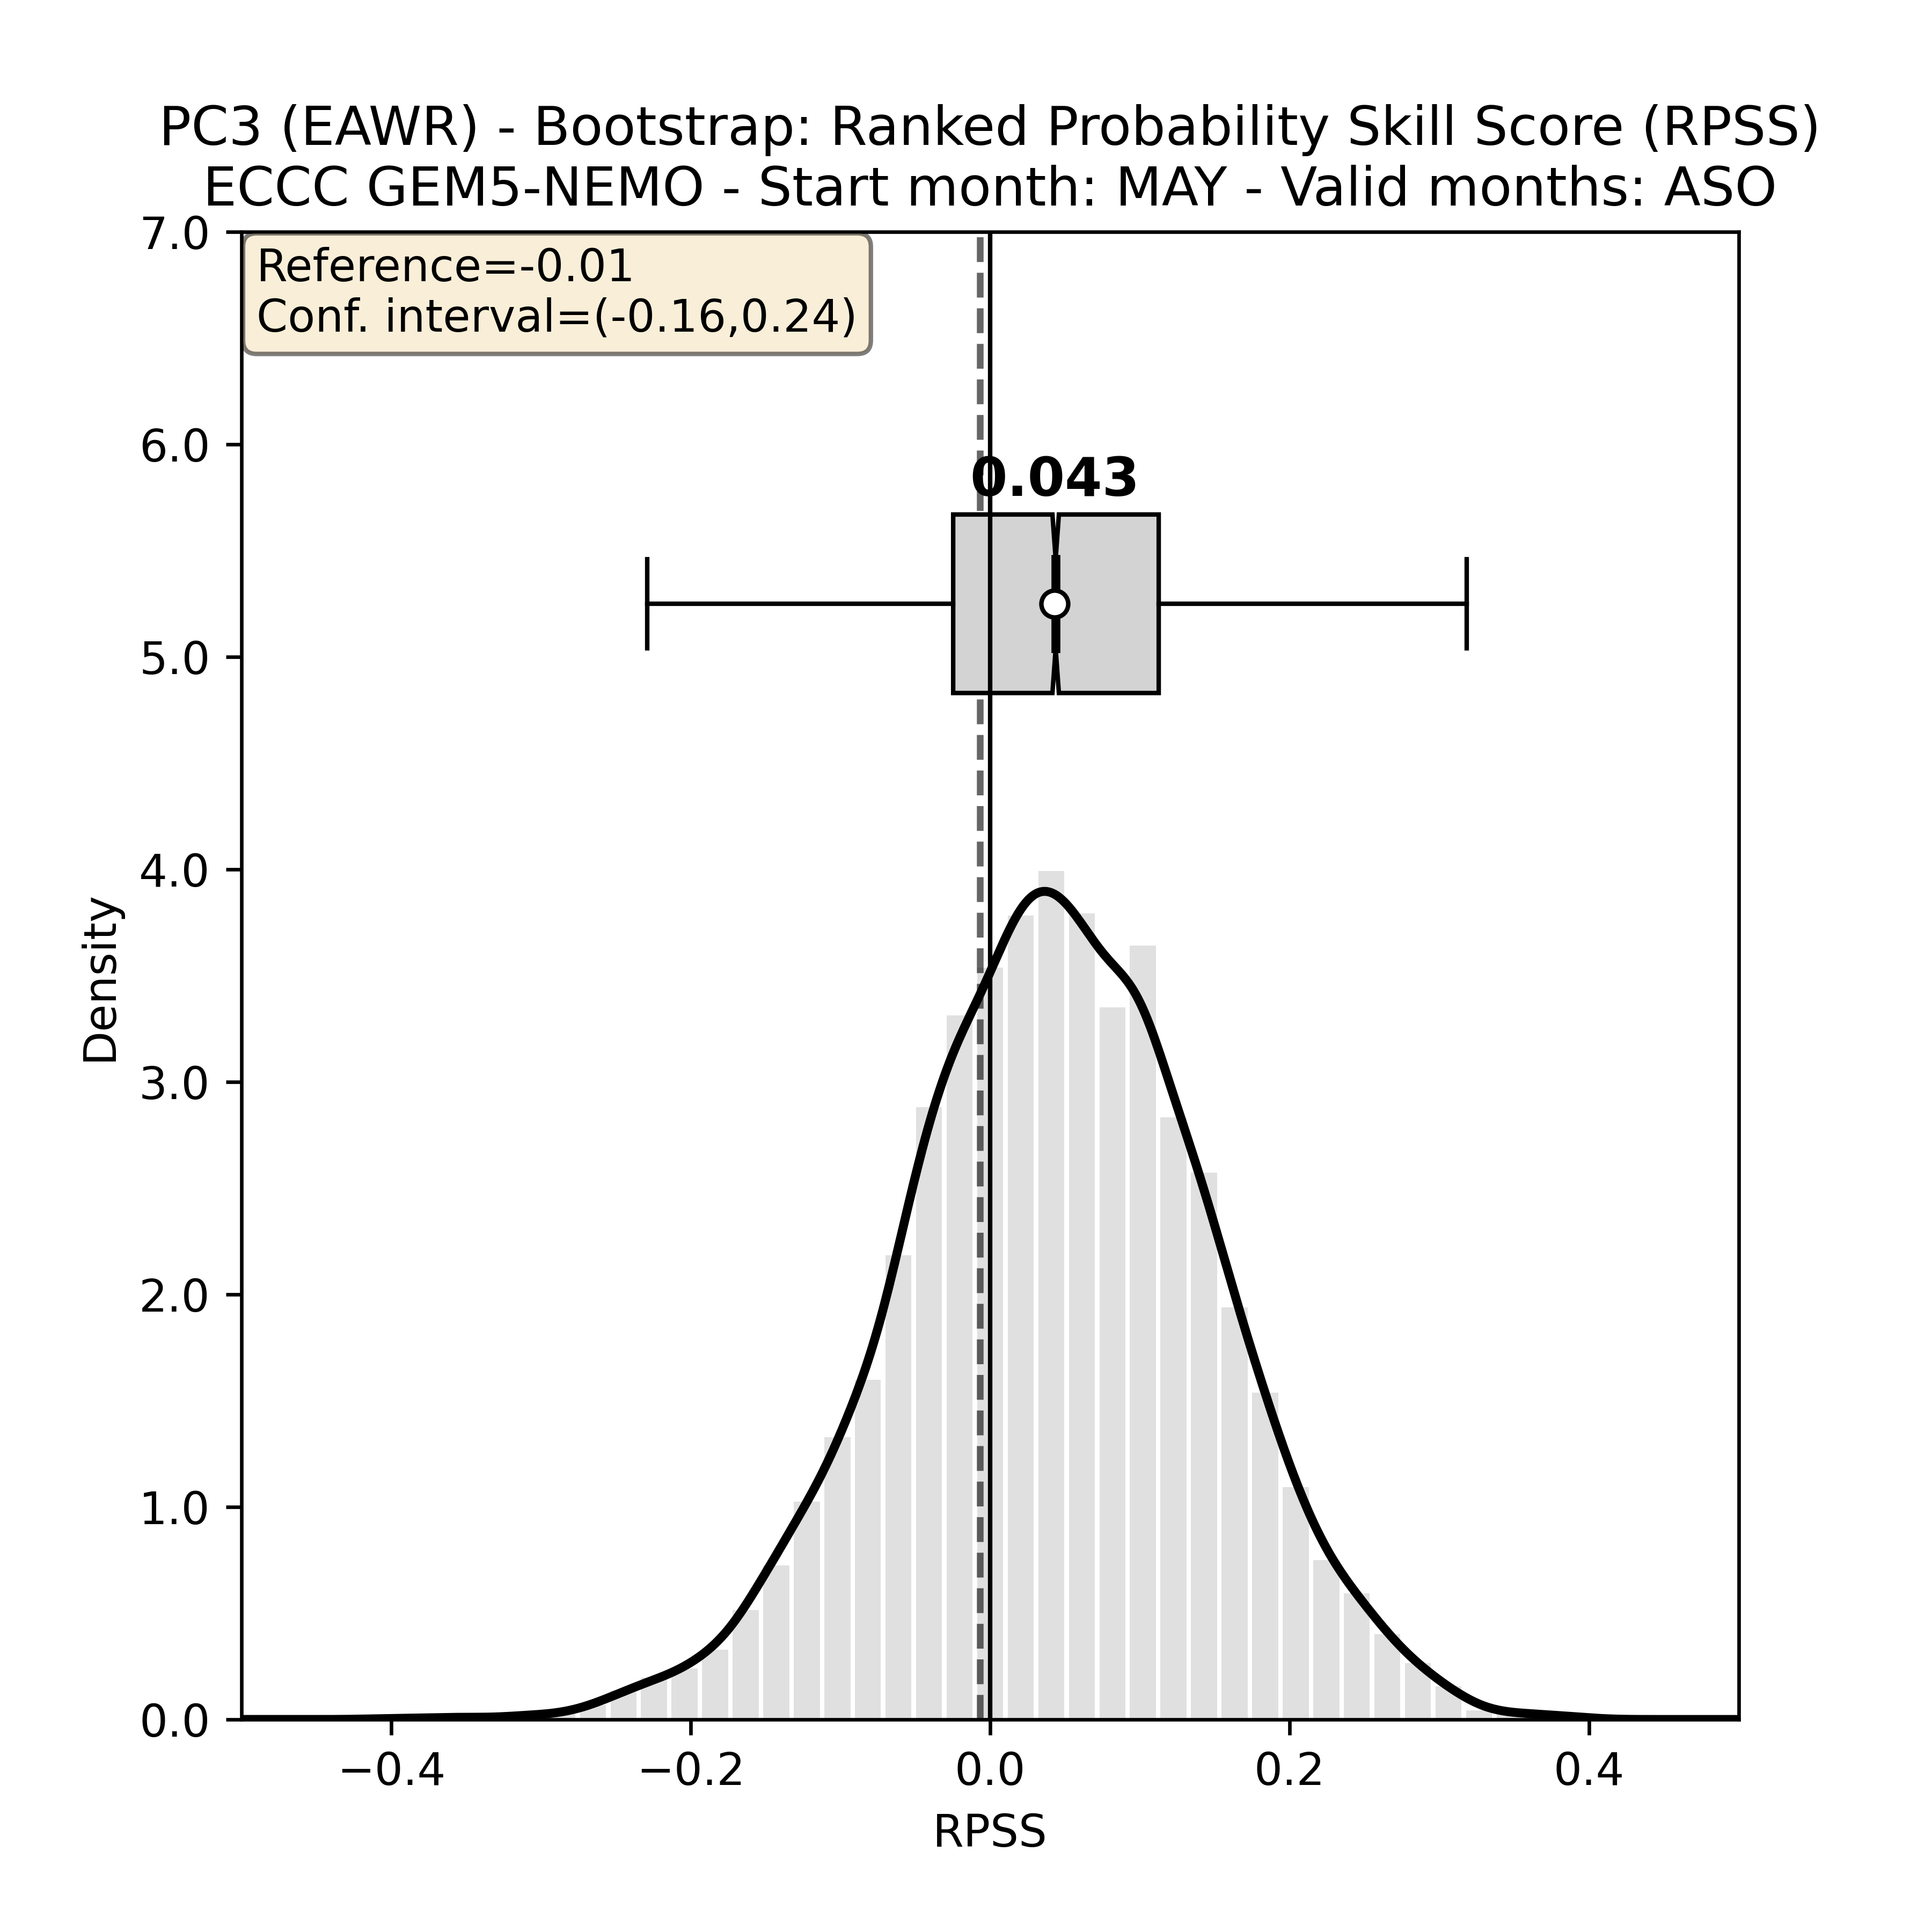 PC3 (EAWR) - Bootstrap: Ranked Probability Skill Score (RPSS)
ECCC GEM5-NEMO - Start month: MAY - Valid months: ASO
Reference=-0.01
Conf. interval=(-0.16,0.24)
0.043
7.0
6.0
5.0
4.0
3.0
2.0
1.0
0.0
Density
−0.4 −0.2 0.0 0.2 0.4
RPSS